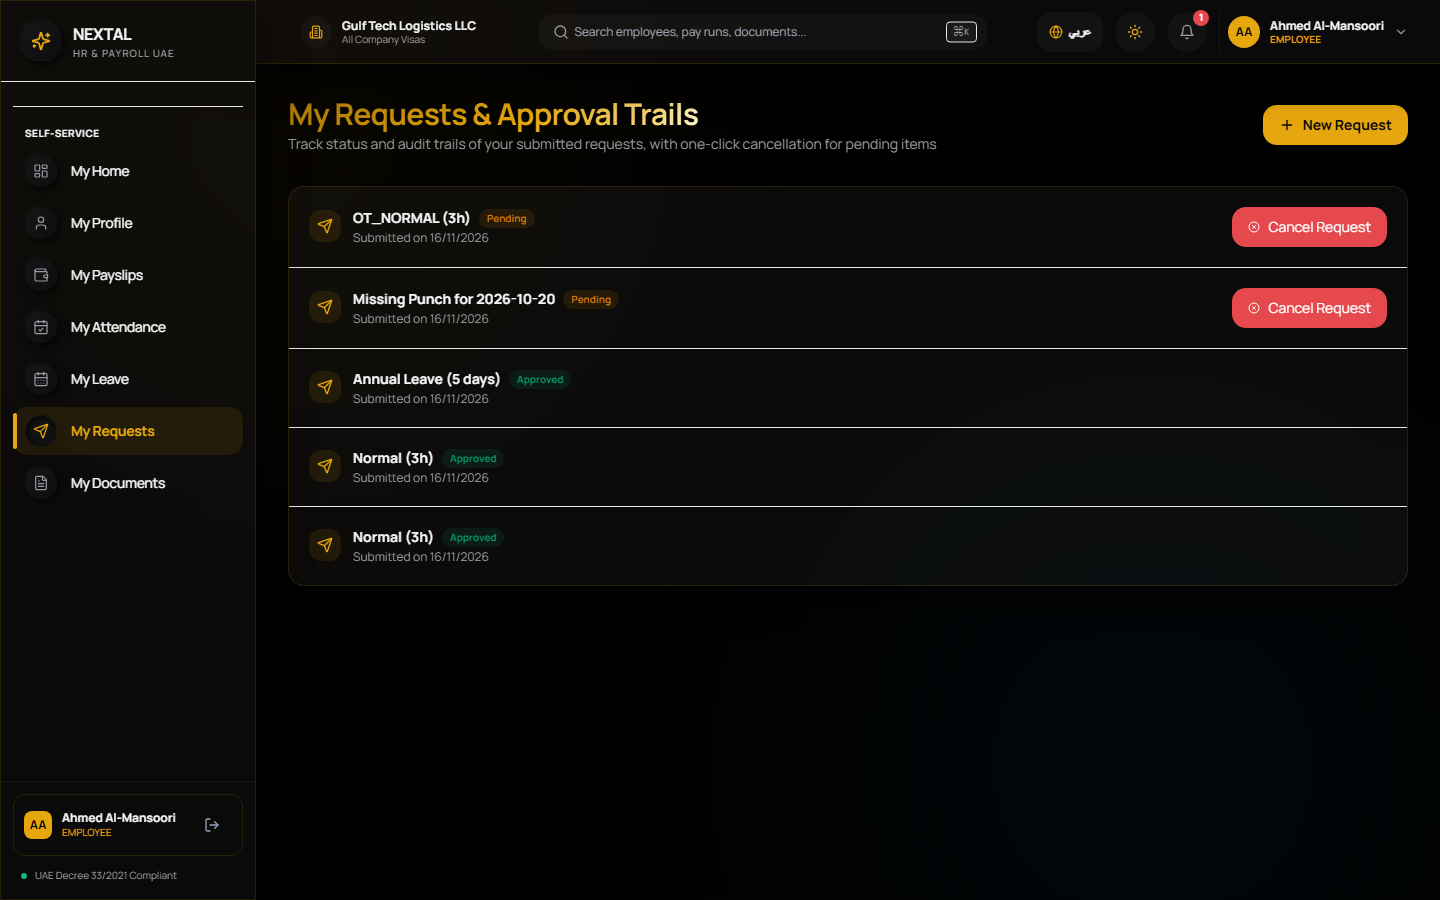 NEXTAL
HR & PAYROLL UAE
Gulf Tech Logistics LLC
All Company Visas
Search employees, pay runs, documents...
⌘K
عربي
1
AA
Ahmed Al-Mansoori
EMPLOYEE
SELF-SERVICE
My Home
My Profile
My Payslips
My Attendance
My Leave
My Requests
My Documents
My Requests & Approval Trails
Track status and audit trails of your submitted requests, with one-click cancellation for pending items
New Request
OT_NORMAL (3h) Pending
Submitted on 16/11/2026
Cancel Request
Missing Punch for 2026-10-20 Pending
Submitted on 16/11/2026
Cancel Request
Annual Leave (5 days) Approved
Submitted on 16/11/2026
Normal (3h) Approved
Submitted on 16/11/2026
Normal (3h) Approved
Submitted on 16/11/2026
AA
Ahmed Al-Mansoori
EMPLOYEE
UAE Decree 33/2021 Compliant